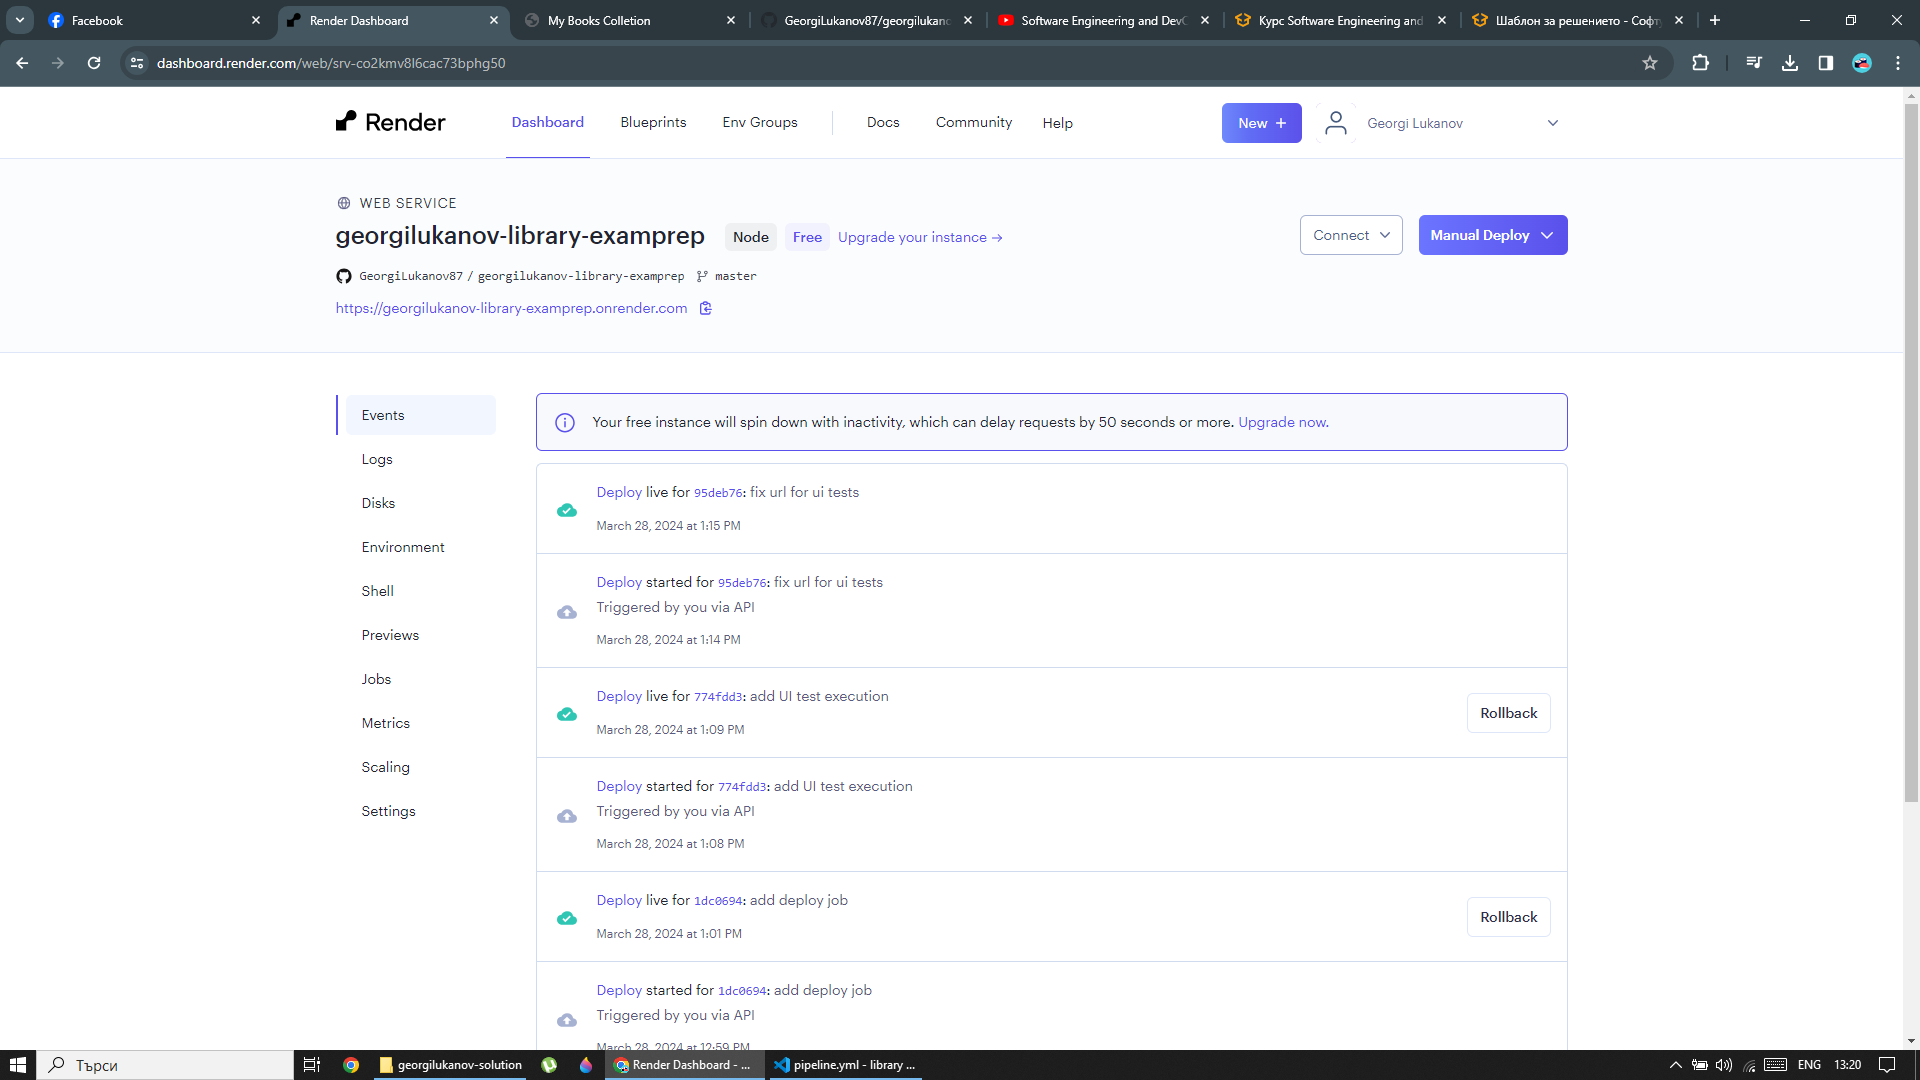 Facebook
Render Dashboard
My Books Colletion
GeorgiLukanov87/georgilukano
Software Engineering and DevO
Курс Software Engineering and
Шаблон за решението - Софту
dashboard.render.com/web/srv-co2kmv8l6cac73bphg50
Render
Dashboard
Blueprints
Env Groups
Docs
Community
Help
New +
Georgi Lukanov
WEB SERVICE
georgilukanov-library-examprep
Node
Free
Upgrade your instance →
Connect
Manual Deploy
GeorgiLukanov87 / georgilukanov-library-examprep
master
https://georgilukanov-library-examprep.onrender.com
Events
Logs
Disks
Environment
Shell
Previews
Jobs
Metrics
Scaling
Settings
Your free instance will spin down with inactivity, which can delay requests by 50 seconds or more. Upgrade now.
Deploy live for 95deb76: fix url for ui tests
March 28, 2024 at 1:15 PM
Deploy started for 95deb76: fix url for ui tests
Triggered by you via API
March 28, 2024 at 1:14 PM
Deploy live for 774fdd3: add UI test execution
March 28, 2024 at 1:09 PM
Rollback
Deploy started for 774fdd3: add UI test execution
Triggered by you via API
March 28, 2024 at 1:08 PM
Deploy live for 1dc0694: add deploy job
March 28, 2024 at 1:01 PM
Rollback
Deploy started for 1dc0694: add deploy job
Triggered by you via API
March 28, 2024 at 12:59 PM
Търси
georgilukanov-solution
Render Dashboard - ...
pipeline.yml - library ...
ENG
13:20